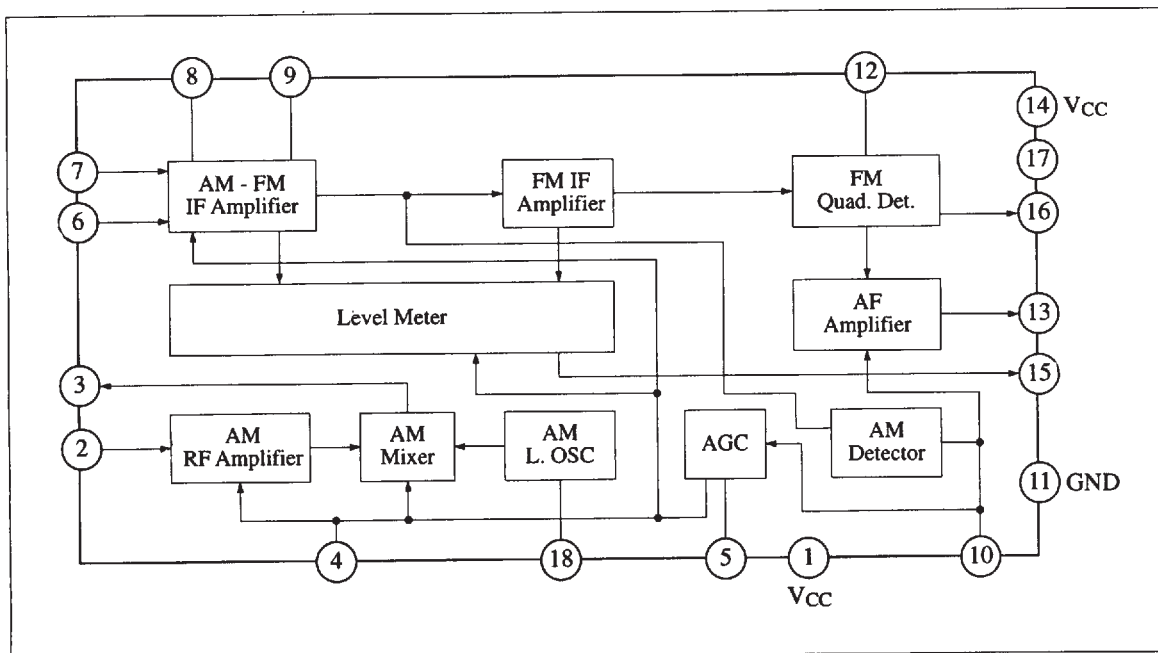 8
9
12
14 VCC
7
AM - FM
IF Amplifier
FM IF
Amplifier
FM
Quad. Det.
17
6
16
Level Meter
AF
Amplifier
13
3
15
2
AM
RF Amplifier
AM
Mixer
AM
L. OSC
AGC
AM
Detector
11 GND
4
18
5
1
10
VCC